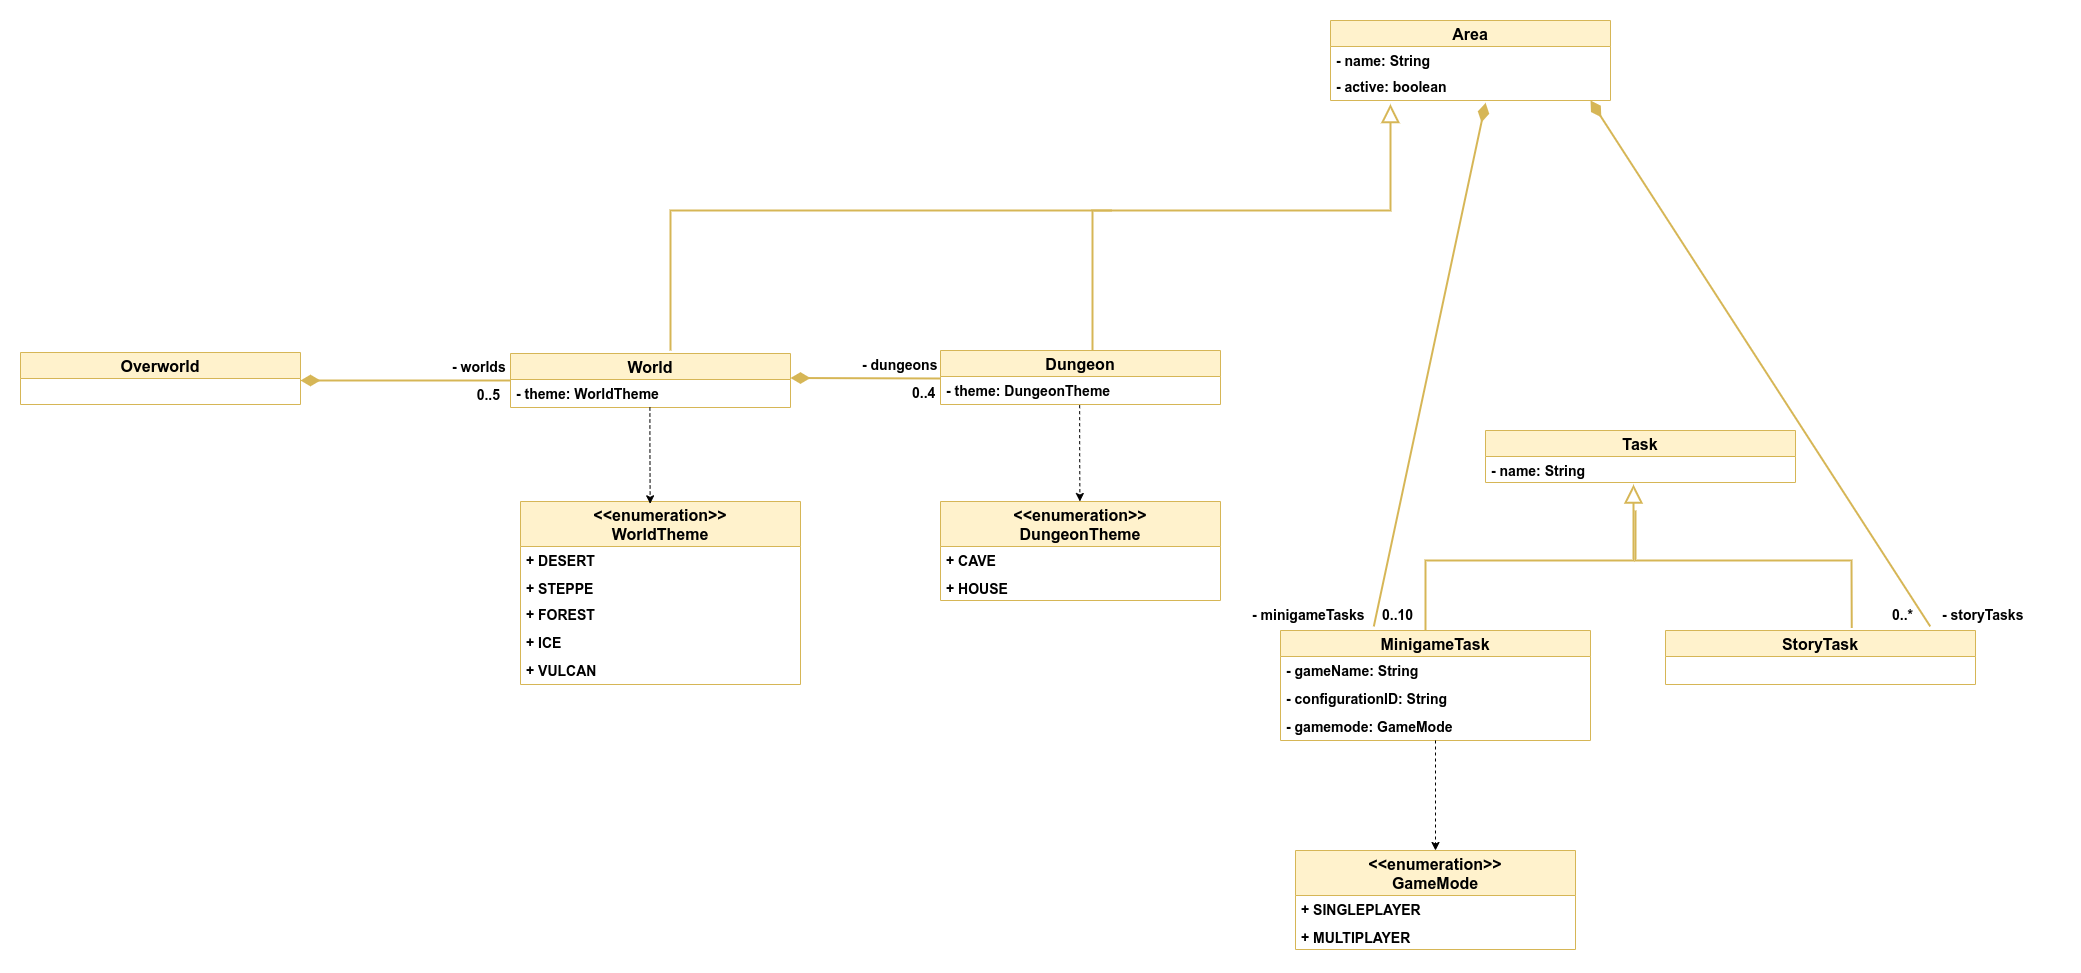 Area
- name: String
- active: boolean
Overworld
- worlds
0..5
World
- theme: WorldTheme
- dungeons
0..4
Dungeon
- theme: DungeonTheme
<<enumeration>>
WorldTheme
+ DESERT
+ STEPPE
+ FOREST
+ ICE
+ VULCAN
<<enumeration>>
DungeonTheme
+ CAVE
+ HOUSE
Task
- name: String
- minigameTasks
0..10
0..*
- storyTasks
MinigameTask
- gameName: String
- configurationID: String
- gamemode: GameMode
StoryTask
<<enumeration>>
GameMode
+ SINGLEPLAYER
+ MULTIPLAYER